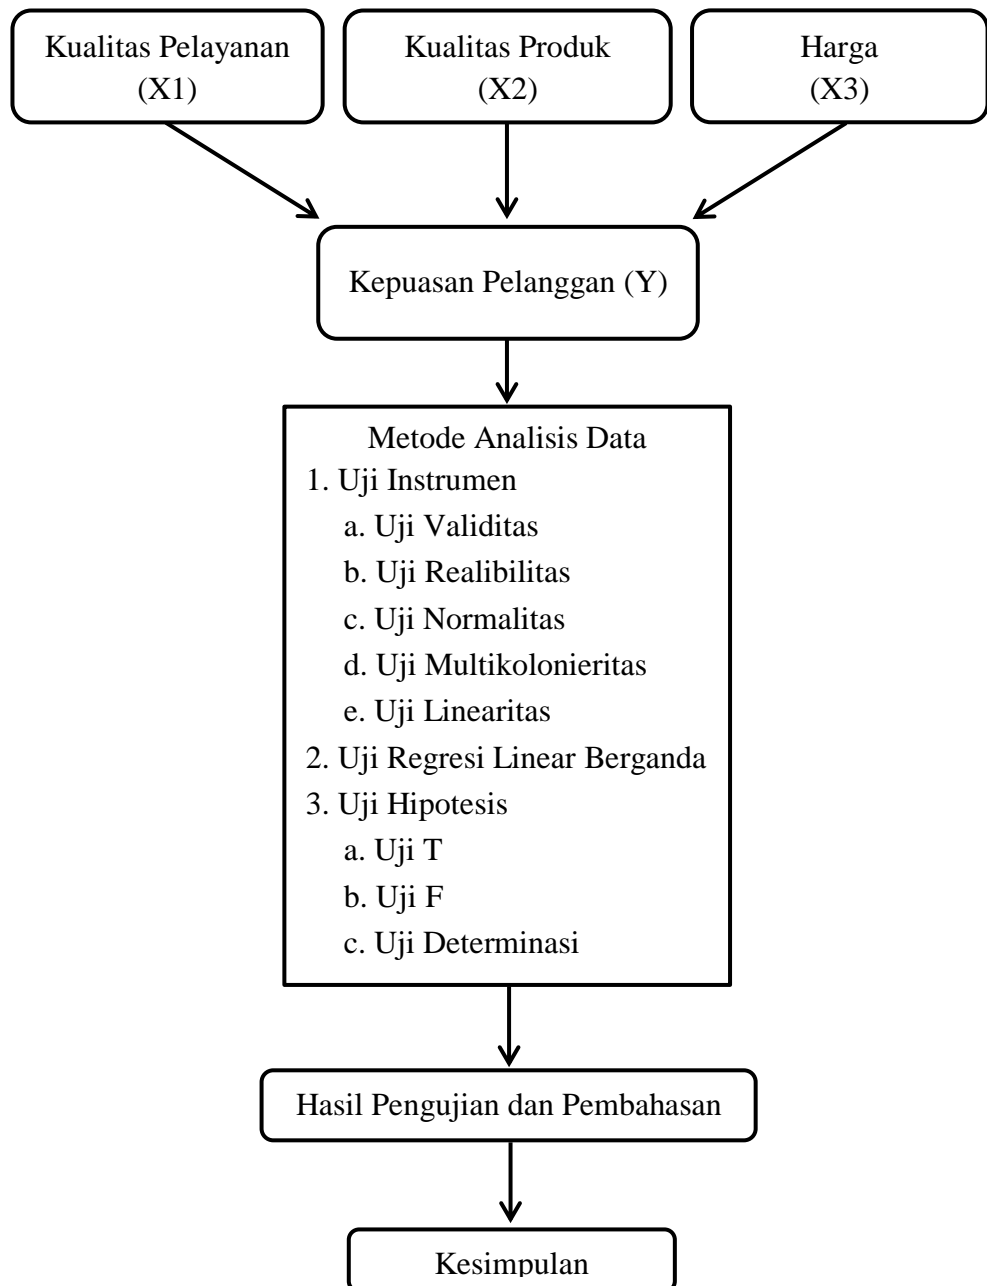 Kualitas Pelayanan
(X1)
Kualitas Produk
(X2)
Harga
(X3)
Kepuasan Pelanggan (Y)
Metode Analisis Data
1. Uji Instrumen
a. Uji Validitas
b. Uji Realibilitas
c. Uji Normalitas
d. Uji Multikolonieritas
e. Uji Linearitas
2. Uji Regresi Linear Berganda
3. Uji Hipotesis
a. Uji T
b. Uji F
c. Uji Determinasi
Hasil Pengujian dan Pembahasan
Kesimpulan